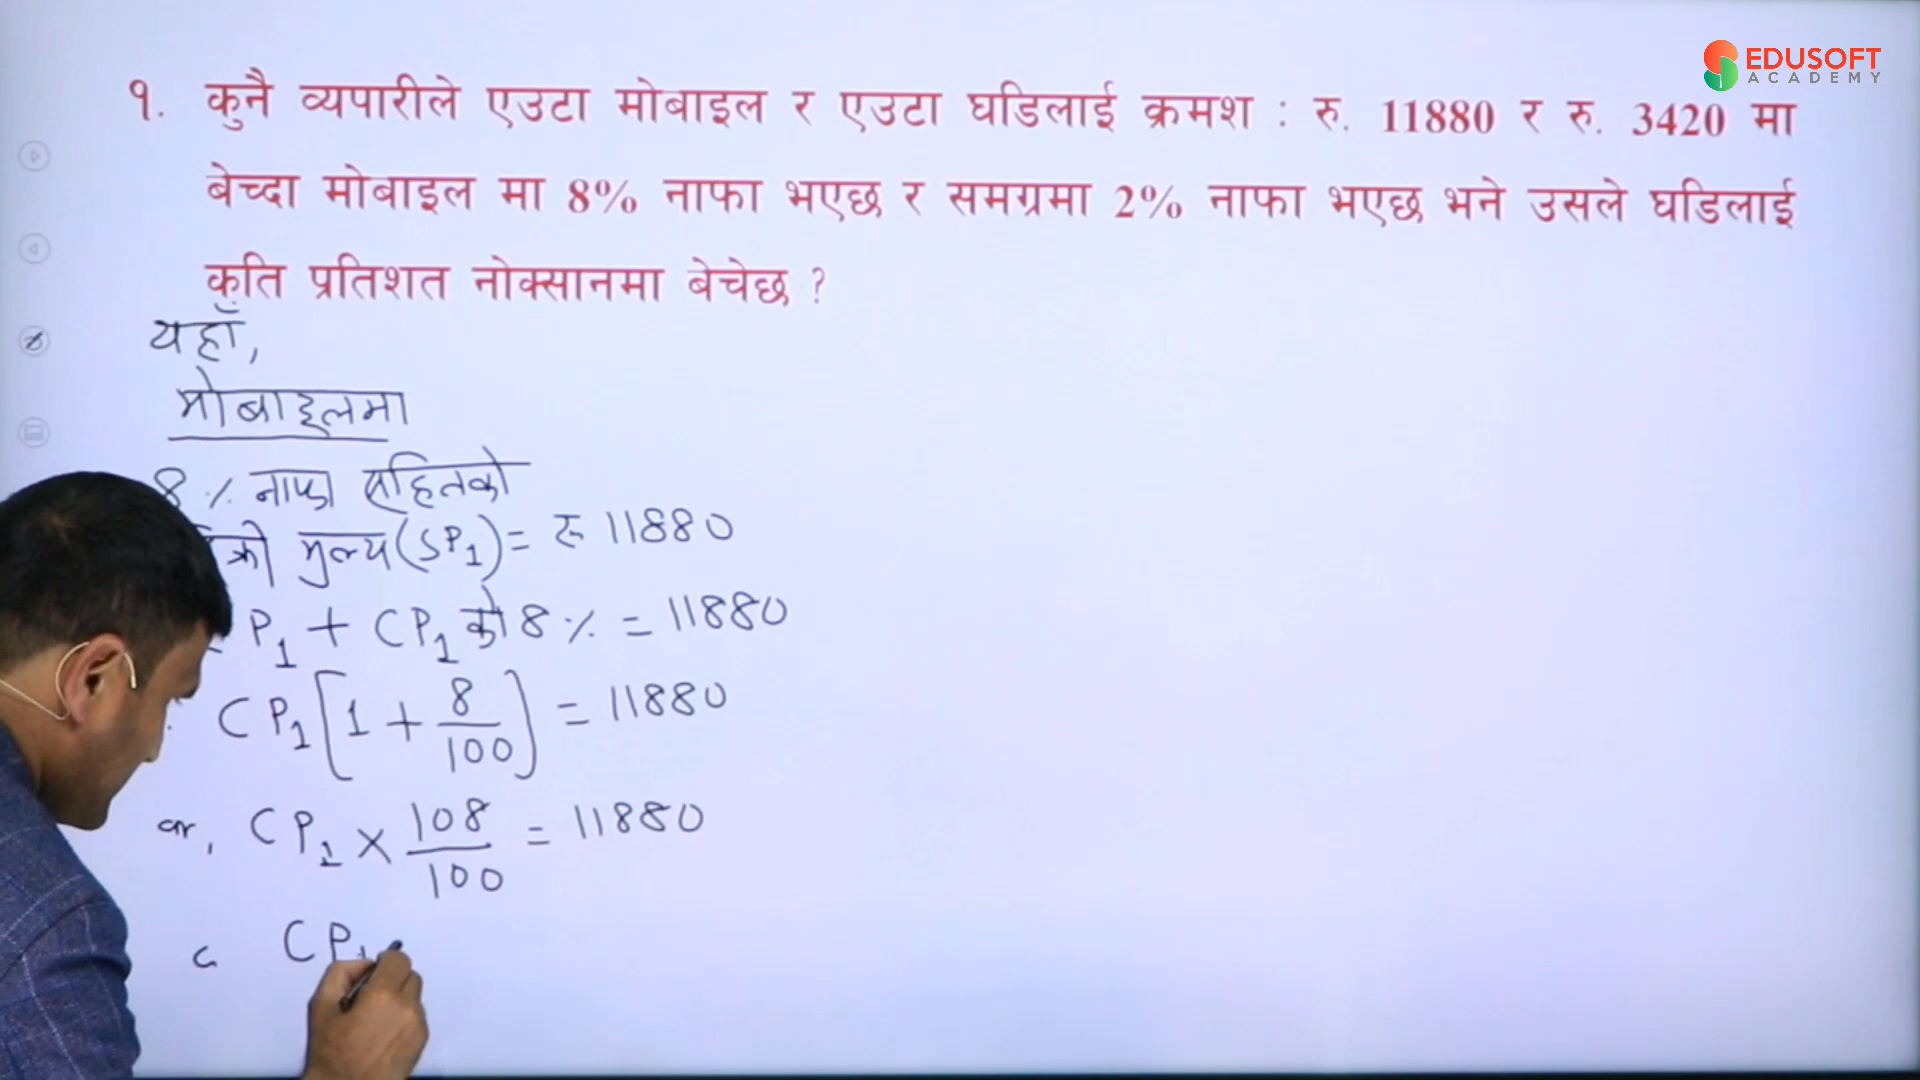 EDUSOFT
ACADEMY
१. कुनै व्यपारीले एउटा मोबाइल र एउटा घडिलाई क्रमश : रु. 11880 र रु. 3420 मा
बेच्दा मोबाइल मा 8% नाफा भएछ र समग्रमा 2% नाफा भएछ भने उसले घडिलाई
कति प्रतिशत नोक्सानमा बेचेछ ?
यहाँ,
मोबाइलमा
8 % नाफा सहितको
क्री मुल्य (SP₁) = रु 11880
P₁ + CP₁ को 8 % = 11880
CP₁ [1 + 8/100] = 11880
or, CP₁ × 108/100 = 11880
CP₁